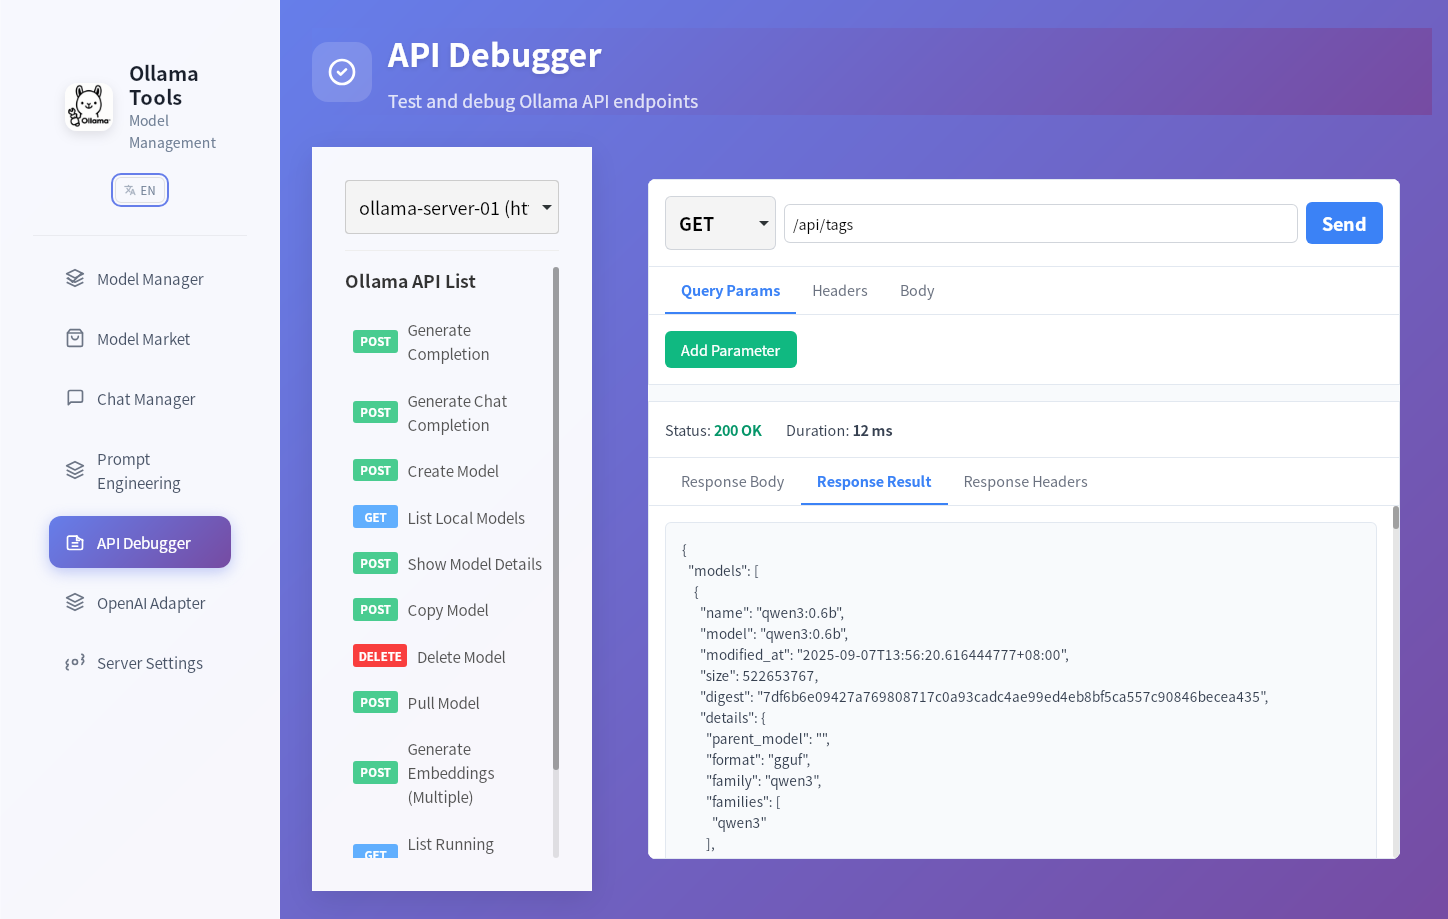 Ollama
Tools
Model
Management
Ollama
EN
Model Manager
Model Market
Chat Manager
Prompt
Engineering
API Debugger
OpenAI Adapter
Server Settings
API Debugger
Test and debug Ollama API endpoints
ollama-server-01 (ht
Ollama API List
POST Generate
Completion
POST Generate Chat
Completion
POST Create Model
GET List Local Models
POST Show Model Details
POST Copy Model
DELETE Delete Model
POST Pull Model
POST Generate
Embeddings
(Multiple)
GET List Running
GET /api/tags Send
Query Params Headers Body
Add Parameter
Status: 200 OK Duration: 12 ms
Response Body Response Result Response Headers
{
"models": [
{
"name": "qwen3:0.6b",
"model": "qwen3:0.6b",
"modified_at": "2025-09-07T13:56:20.616444777+08:00",
"size": 522653767,
"digest": "7df6b6e09427a769808717c0a93cadc4ae99ed4eb8bf5ca557c90846becea435",
"details": {
"parent_model": "",
"format": "gguf",
"family": "qwen3",
"families": [
"qwen3"
],